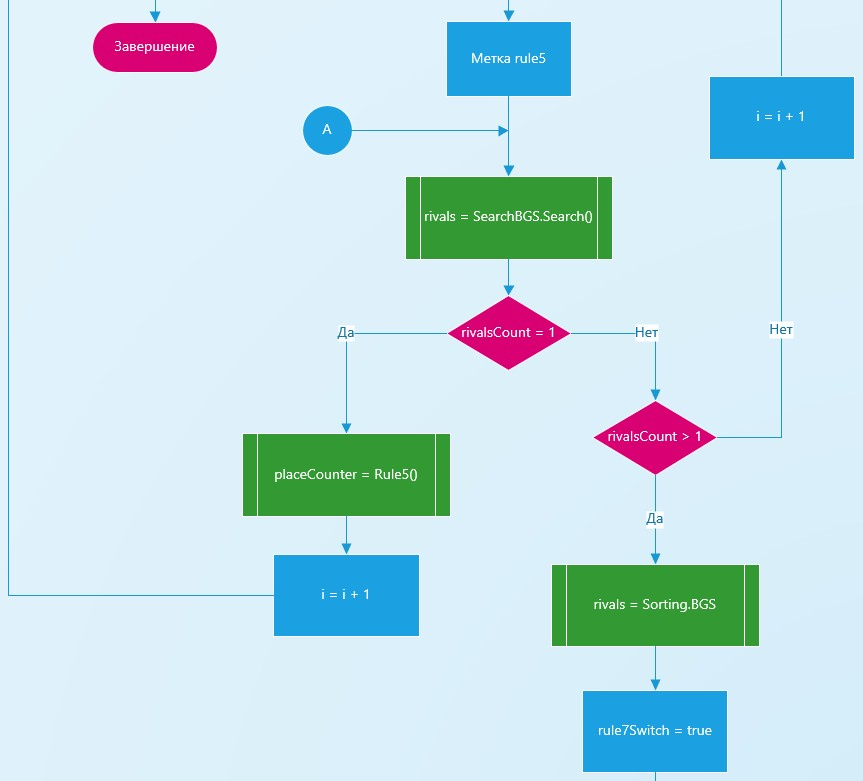 Завершение
Метка rule5
i = i + 1
A
rivals = SearchBGS.Search()
Да
rivalsCount = 1
Нет
Нет
rivalsCount > 1
placeCounter = Rule5()
Да
i = i + 1
rivals = Sorting.BGS
rule7Switch = true